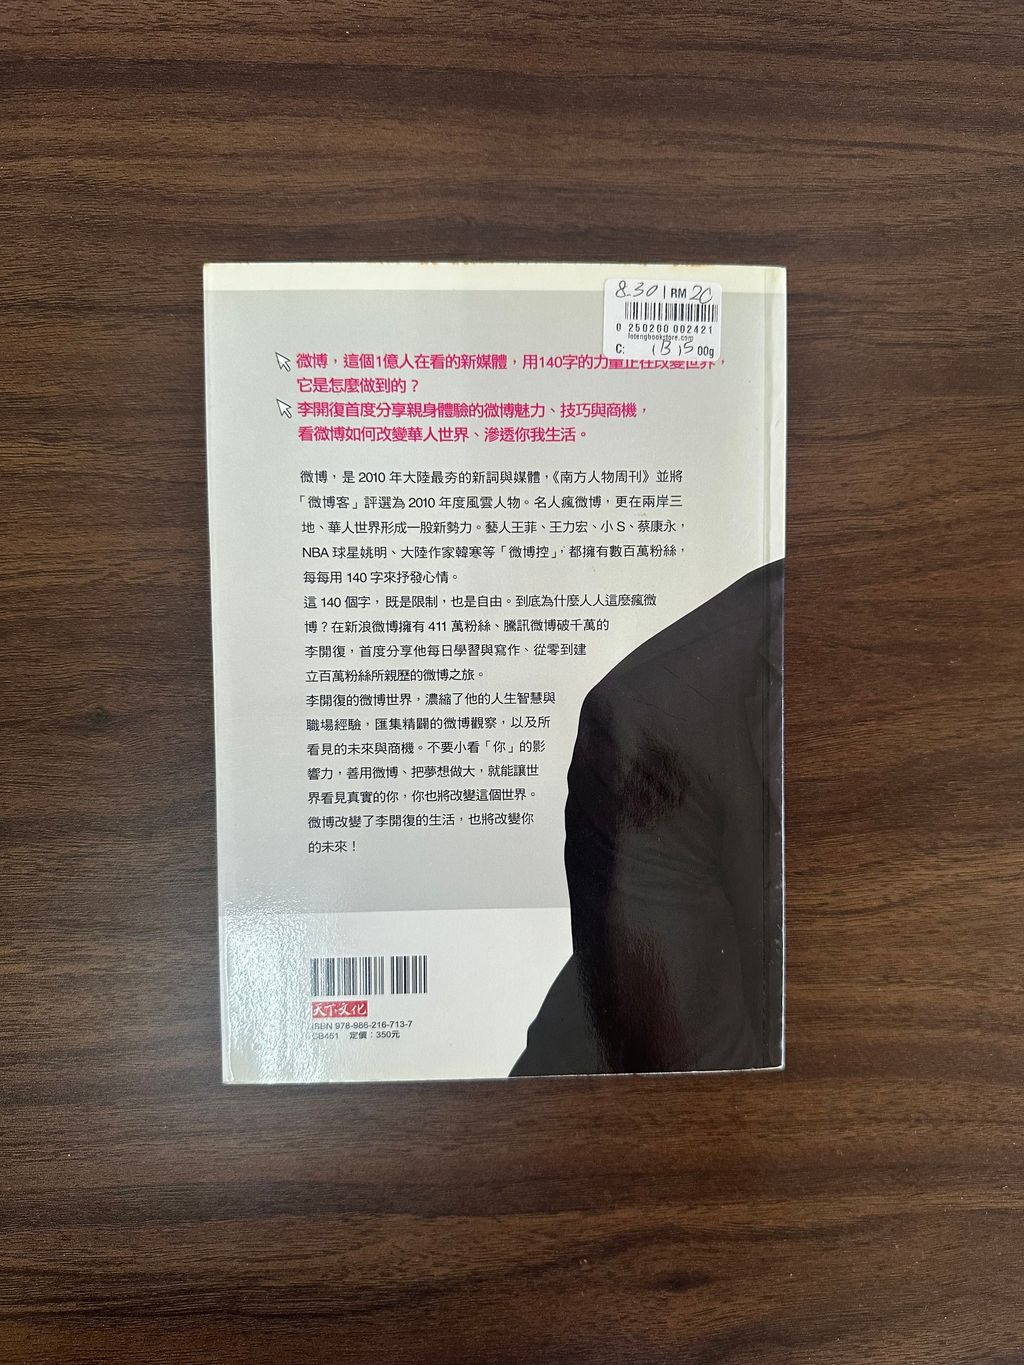 8.30 | RM 20
0 250200 002421
lotengbookstore.com
C: (B)500g
微博，這個1億人在看的新媒體，用140字的力量正在改變世界，
它是怎麼做到的？
李開復首度分享親身體驗的微博魅力、技巧與商機，
看微博如何改變華人世界、滲透你我生活。
微博，是 2010 年大陸最夯的新詞與媒體，《南方人物周刊》並將
「微博客」評選為 2010 年度風雲人物。名人瘋微博，更在兩岸三
地、華人世界形成一股新勢力。藝人王菲、王力宏、小 S、蔡康永，
NBA 球星姚明、大陸作家韓寒等「微博控」，都擁有數百萬粉絲，
每每用 140 字來抒發心情。
這 140 個字，既是限制，也是自由。到底為什麼人人這麼瘋微
博？在新浪微博擁有 411 萬粉絲、騰訊微博破千萬的
李開復，首度分享他每日學習與寫作、從零到建
立百萬粉絲所親歷的微博之旅。
李開復的微博世界，濃縮了他的人生智慧與
職場經驗，匯集精闢的微博觀察，以及所
看見的未來與商機。不要小看「你」的影
響力，善用微博、把夢想做大，就能讓世
界看見真實的你，你也將改變這個世界。
微博改變了李開復的生活，也將改變你
的未來！
天下文化
ISBN 978-986-216-713-7
CB451 定價：350元